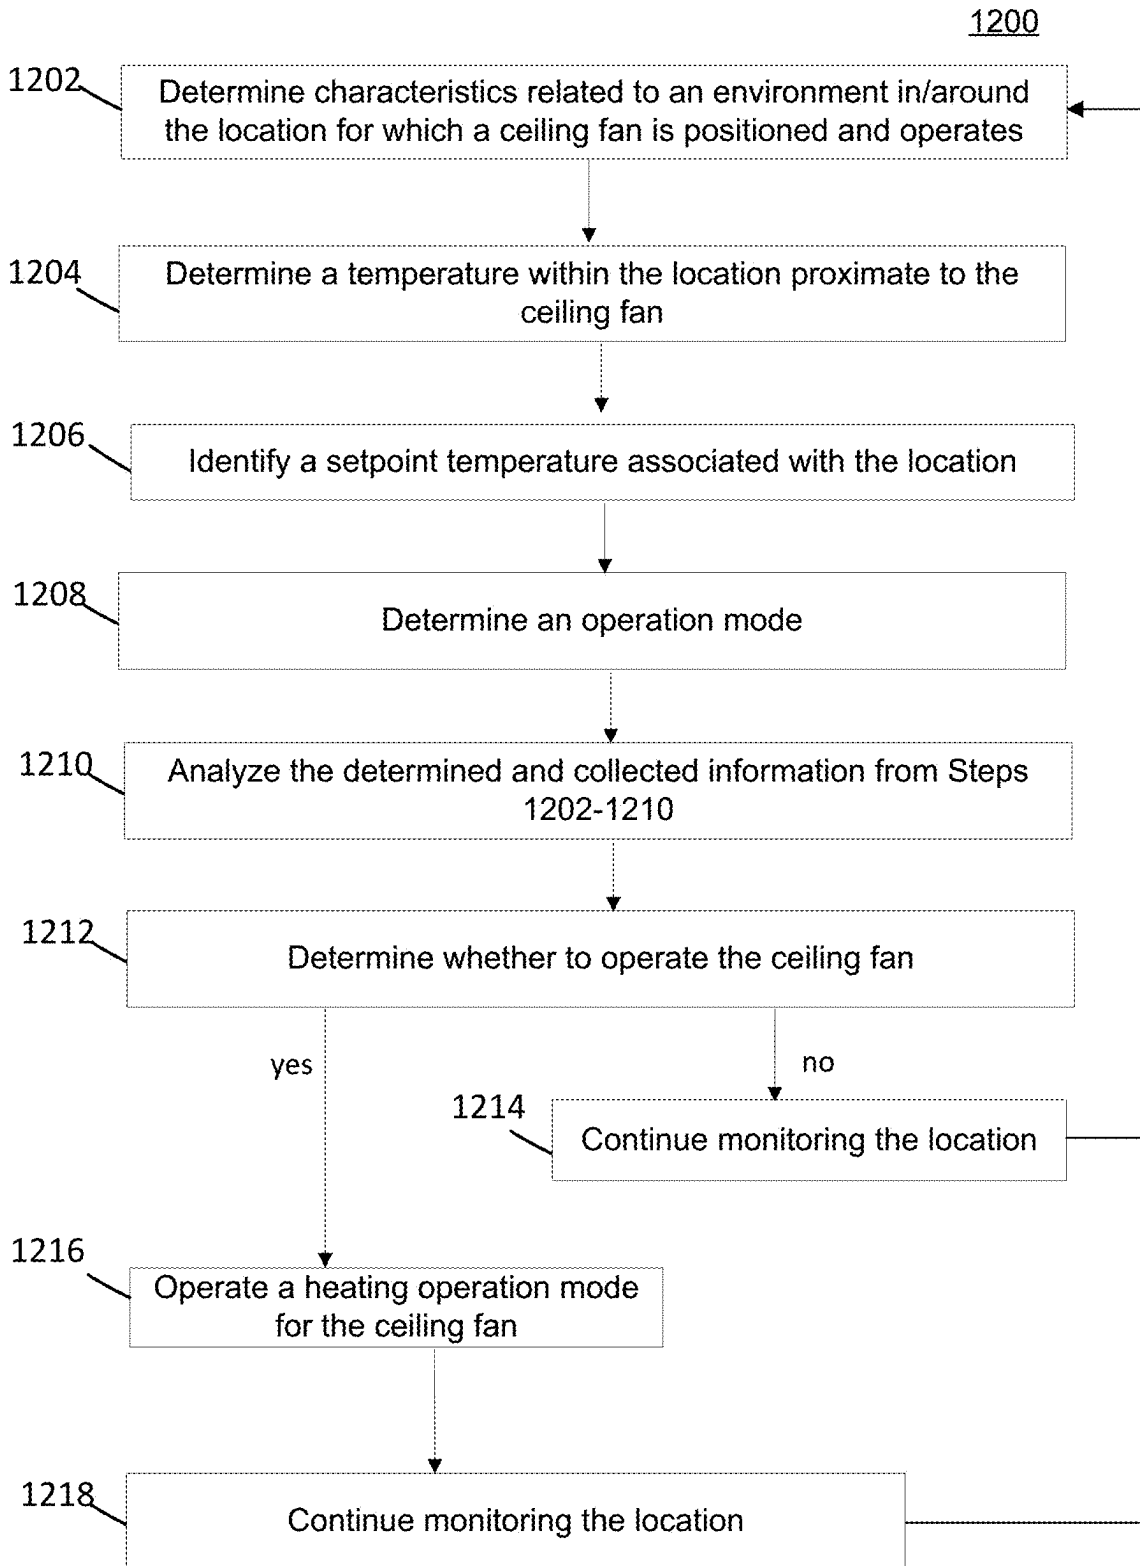 1200
1202
Determine characteristics related to an environment in/around
the location for which a ceiling fan is positioned and operates
1204
Determine a temperature within the location proximate to the
ceiling fan
1206
Identify a setpoint temperature associated with the location
1208
Determine an operation mode
1210
Analyze the determined and collected information from Steps
1202-1210
1212
Determine whether to operate the ceiling fan
yes
no
1214
Continue monitoring the location
1216
Operate a heating operation mode
for the ceiling fan
1218
Continue monitoring the location